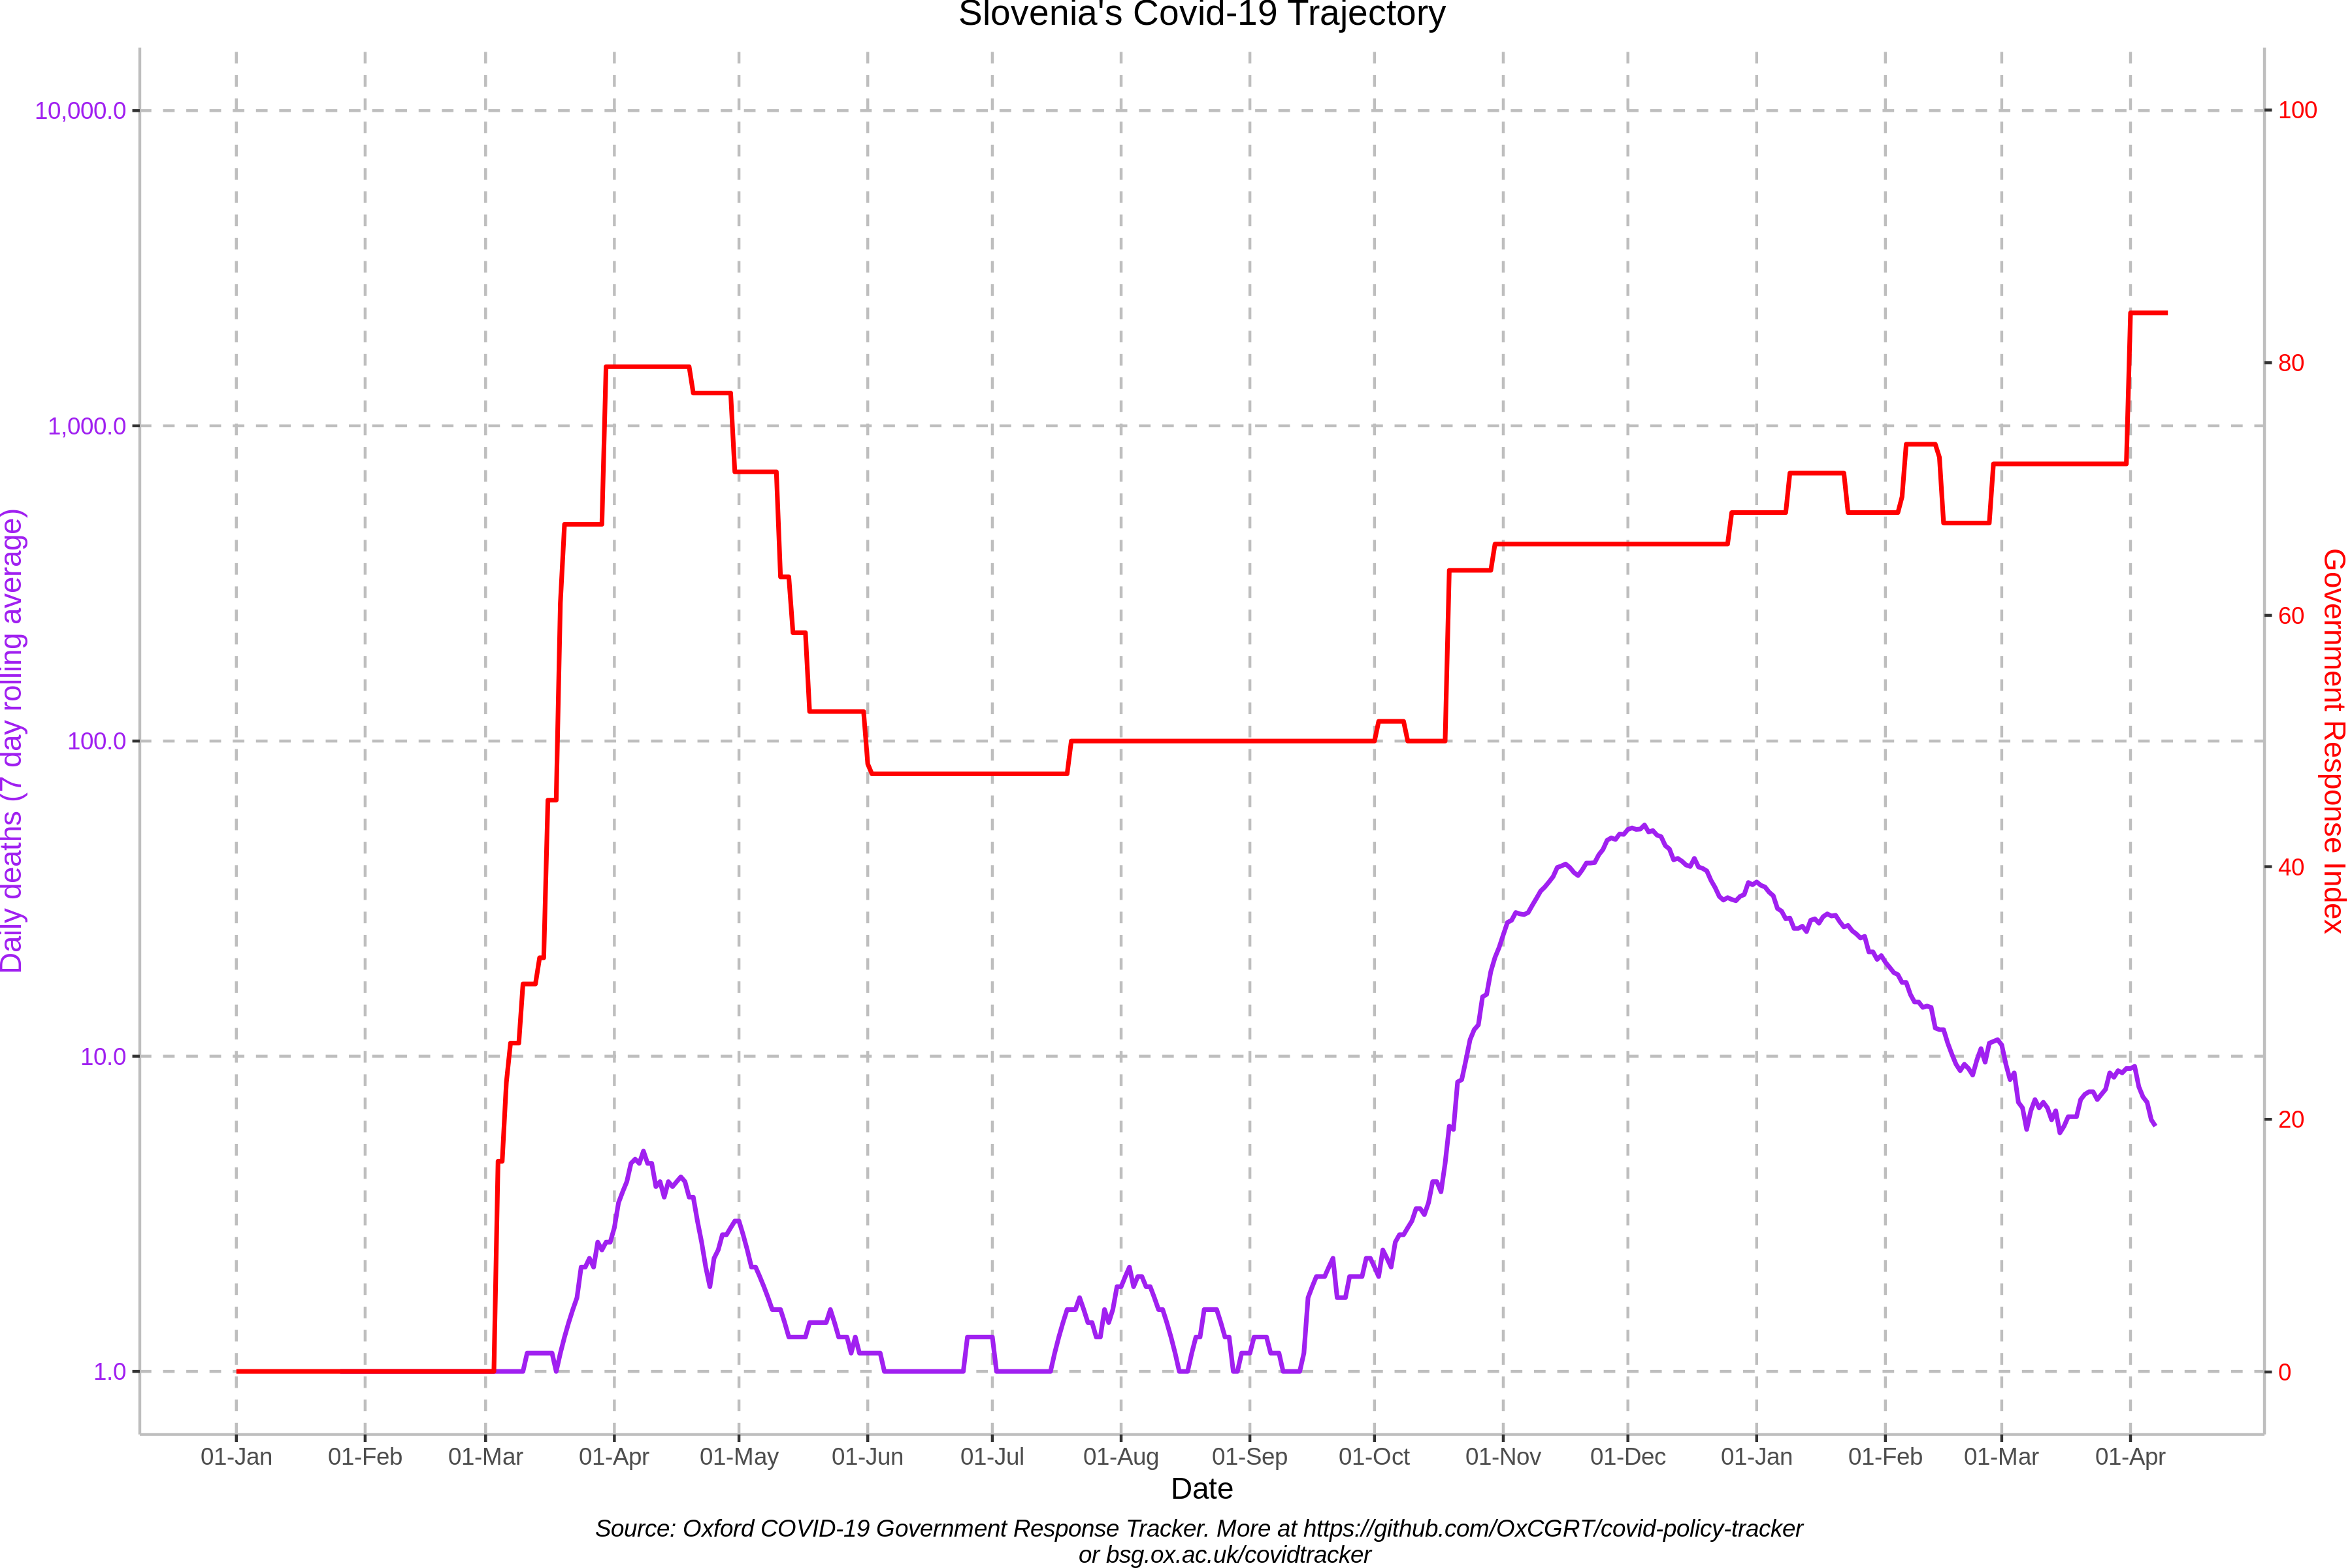 Slovenia's Covid-19 Trajectory
10,000.0
1,000.0
100.0
10.0
1.0
Daily deaths (7 day rolling average)
100
80
60
40
20
0
Government Response Index
01-Jan 01-Feb 01-Mar 01-Apr 01-May 01-Jun 01-Jul 01-Aug 01-Sep 01-Oct 01-Nov 01-Dec 01-Jan 01-Feb 01-Mar 01-Apr
Date
Source: Oxford COVID-19 Government Response Tracker. More at https://github.com/OxCGRT/covid-policy-tracker
or bsg.ox.ac.uk/covidtracker